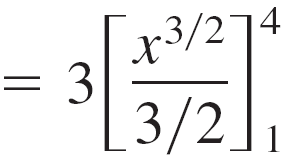 = 3 [ x^{3/2} / (3/2) ]_1^4